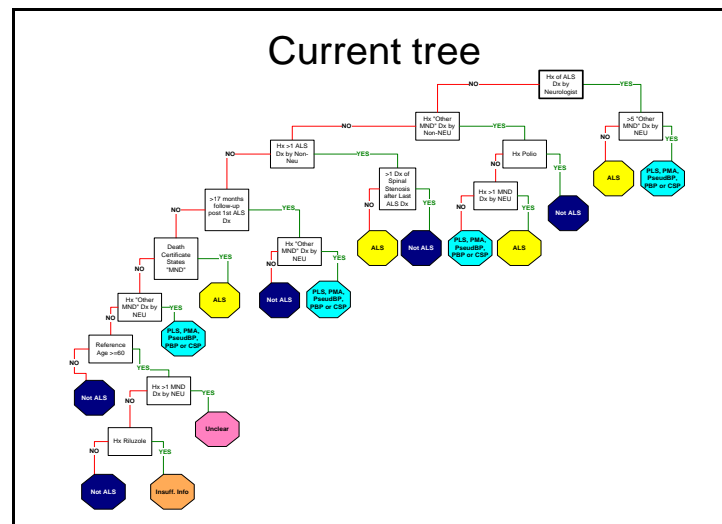 Current tree
Hx of ALS
Dx by
Neurologist
NO
YES
Hx "Other
MND" Dx by
Non-NEU
>5 "Other
MND" Dx by
NEU
NO
YES
NO
YES
Hx >1 ALS
Dx by Non-
Neu
Hx Polio
ALS
PLS, PMA,
PseudBP,
PBP or CSP
NO
YES
NO
YES
>17 months
follow-up
post 1st ALS
Dx
>1 Dx of
Spinal
Stenosis
after Last
ALS Dx
Hx >1 MND
Dx by NEU
Not ALS
NO
YES
NO
YES
NO
YES
Death
Certificate
States
"MND"
Hx "Other
MND" Dx by
NEU
ALS
Not ALS
PLS, PMA,
PseudBP,
PBP or CSP
ALS
NO
YES
NO
YES
Hx "Other
MND" Dx by
NEU
ALS
Not ALS
PLS, PMA,
PseudBP,
PBP or CSP
NO
YES
Reference
Age >=60
PLS, PMA,
PseudBP,
PBP or CSP
NO
YES
Not ALS
Hx >1 MND
Dx by NEU
NO
YES
Hx Riluzole
Unclear
NO
YES
Not ALS
Insuff. Info